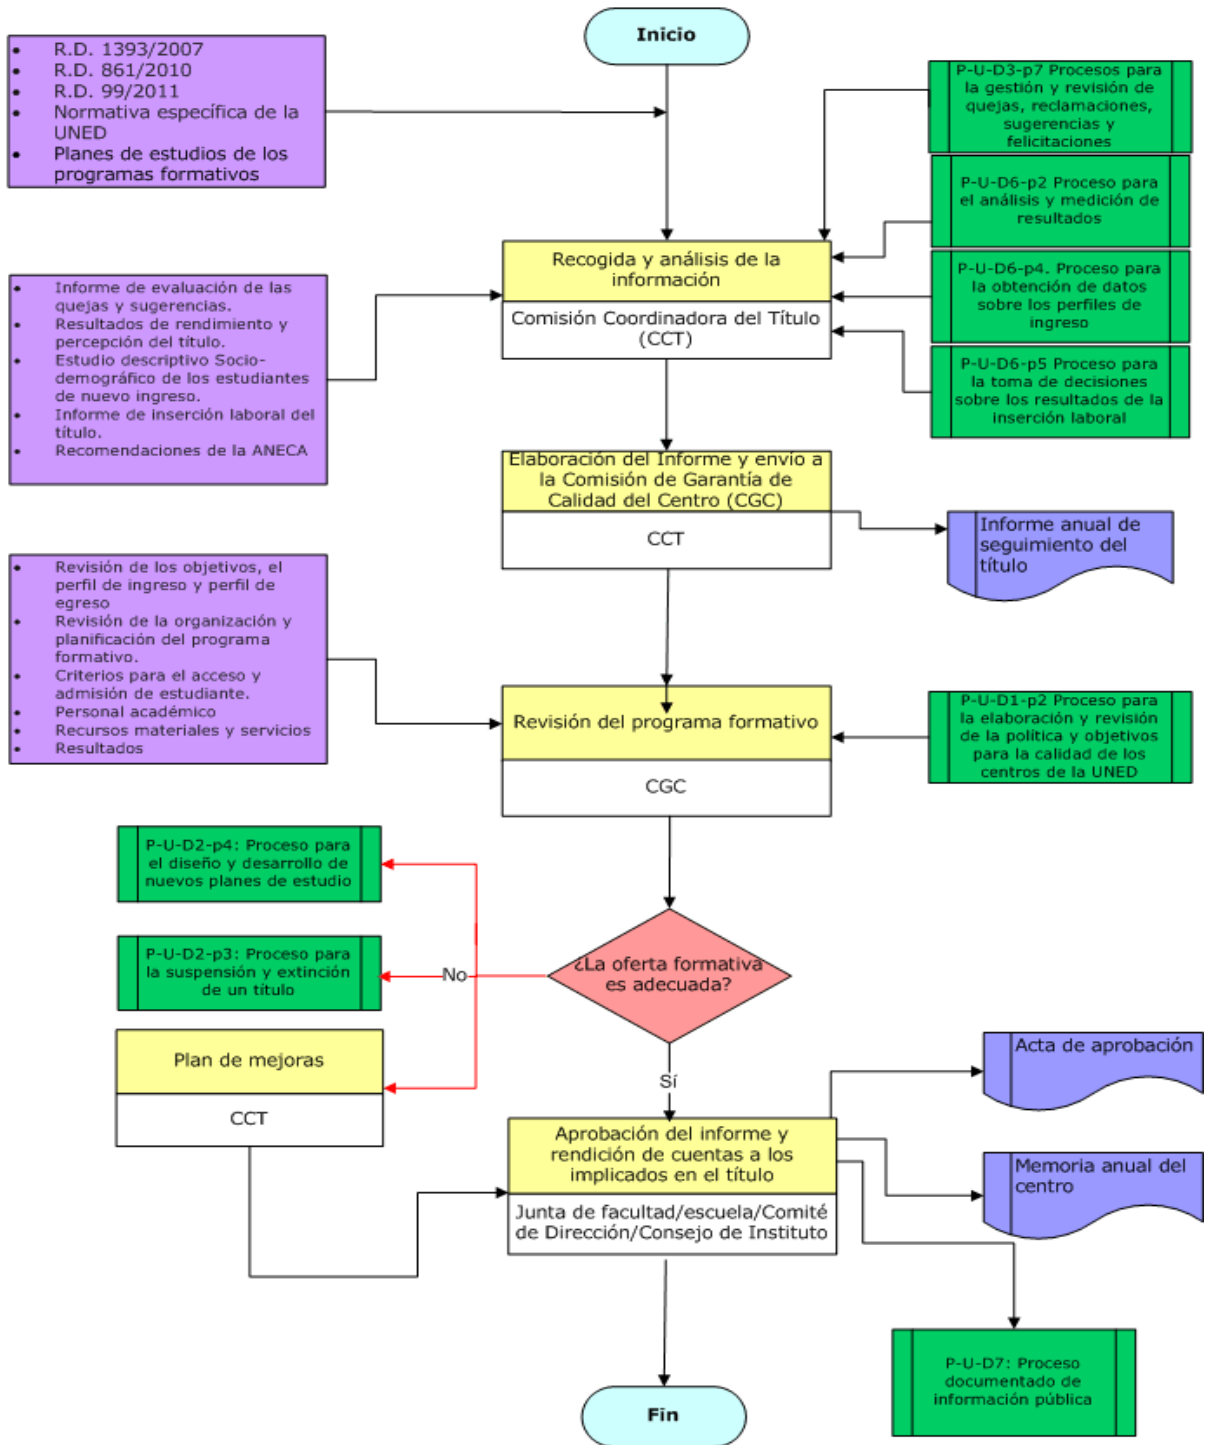 Inicio
• R.D. 1393/2007
• R.D. 861/2010
• R.D. 99/2011
• Normativa específica de la
UNED
• Planes de estudios de los
programas formativos
P-U-D3-p7 Procesos para
la gestión y revisión de
quejas, reclamaciones,
sugerencias y
felicitaciones
P-U-D6-p2 Proceso para
el análisis y medición de
resultados
P-U-D6-p4. Proceso para
la obtención de datos
sobre los perfiles de
ingreso
P-U-D6-p5 Proceso para
la toma de decisiones
sobre los resultados de la
inserción laboral
Recogida y análisis de la
información
Comisión Coordinadora del Título
(CCT)
• Informe de evaluación de las
quejas y sugerencias.
• Resultados de rendimiento y
percepción del título.
• Estudio descriptivo Socio-
demográfico de los estudiantes
de nuevo ingreso.
• Informe de inserción laboral del
título.
• Recomendaciones de la ANECA
Elaboración del Informe y envío a
la Comisión de Garantía de
Calidad del Centro (CGC)
CCT
Informe anual de
seguimiento del
título
• Revisión de los objetivos, el
perfil de ingreso y perfil de
egreso
• Revisión de la organización y
planificación del programa
formativo.
• Criterios para el acceso y
admisión de estudiante.
• Personal académico
• Recursos materiales y servicios
• Resultados
Revisión del programa formativo
CGC
P-U-D1-p2 Proceso para
la elaboración y revisión
de la política y objetivos
para la calidad de los
centros de la UNED
P-U-D2-p4: Proceso para
el diseño y desarrollo de
nuevos planes de estudio
P-U-D2-p3: Proceso para
la suspensión y extinción
de un título
No
¿La oferta formativa
es adecuada?
Plan de mejoras
CCT
Sí
Aprobación del informe y
rendición de cuentas a los
implicados en el título
Junta de facultad/escuela/Comité
de Dirección/Consejo de Instituto
Acta de aprobación
Memoria anual del
centro
P-U-D7: Proceso
documentado de
información pública
Fin